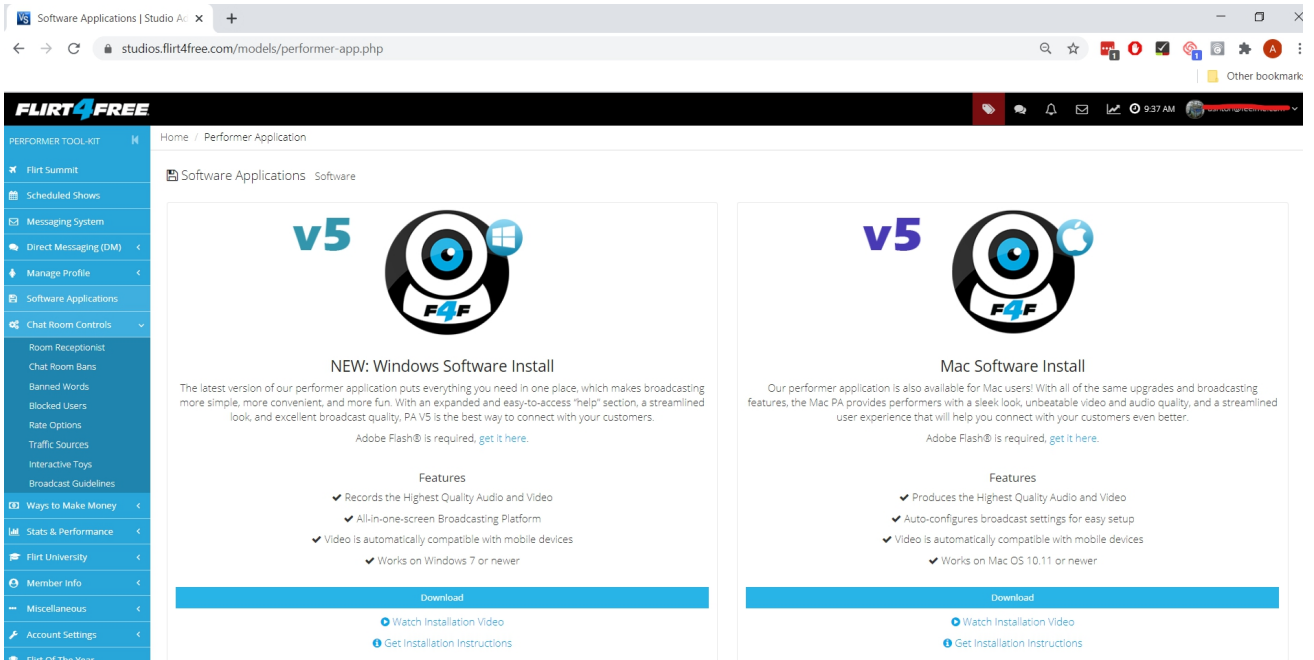 Software Applications | Studio Ad
studios.flirt4free.com/models/performer-app.php
Other bookmarks
FLIRT4FREE
9:37 AM
PERFORMER TOOL-KIT
Home / Performer Application
Flirt Summit
Scheduled Shows
Messaging System
Direct Messaging (DM)
Manage Profile
Software Applications
Chat Room Controls
Room Receptionist
Chat Room Bans
Banned Words
Blocked Users
Rate Options
Traffic Sources
Interactive Toys
Broadcast Guidelines
Ways to Make Money
Stats & Performance
Flirt University
Member Info
Miscellaneous
Account Settings
Flirt Of The Year
Software Applications Software
v5
F4F
NEW: Windows Software Install
The latest version of our performer application puts everything you need in one place, which makes broadcasting
more simple, more convenient, and more fun. With an expanded and easy-to-access “help” section, a streamlined
look, and excellent broadcast quality, PA V5 is the best way to connect with your customers.
Adobe Flash® is required, get it here.
Features
Records the Highest Quality Audio and Video
All-in-one-screen Broadcasting Platform
Video is automatically compatible with mobile devices
Works on Windows 7 or newer
Download
Watch Installation Video
Get Installation Instructions
v5
F4F
Mac Software Install
Our performer application is also available for Mac users! With all of the same upgrades and broadcasting
features, the Mac PA provides performers with a sleek look, unbeatable video and audio quality, and a streamlined
user experience that will help you connect with your customers even better.
Adobe Flash® is required, get it here.
Features
Produces the Highest Quality Audio and Video
Auto-configures broadcast settings for easy setup
Video is automatically compatible with mobile devices
Works on Mac OS 10.11 or newer
Download
Watch Installation Video
Get Installation Instructions